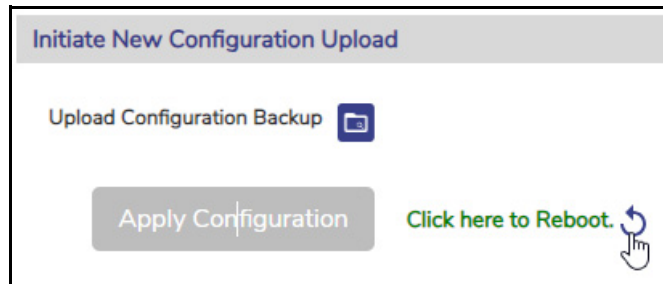 Initiate New Configuration Upload
Upload Configuration Backup
Apply Configuration
Click here to Reboot.